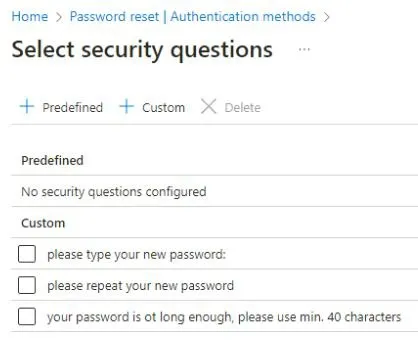 Home > Password reset | Authentication methods >
Select security questions ...
+ Predefined + Custom × Delete
Predefined
No security questions configured
Custom
please type your new password:
please repeat your new password
your password is ot long enough, please use min. 40 characters